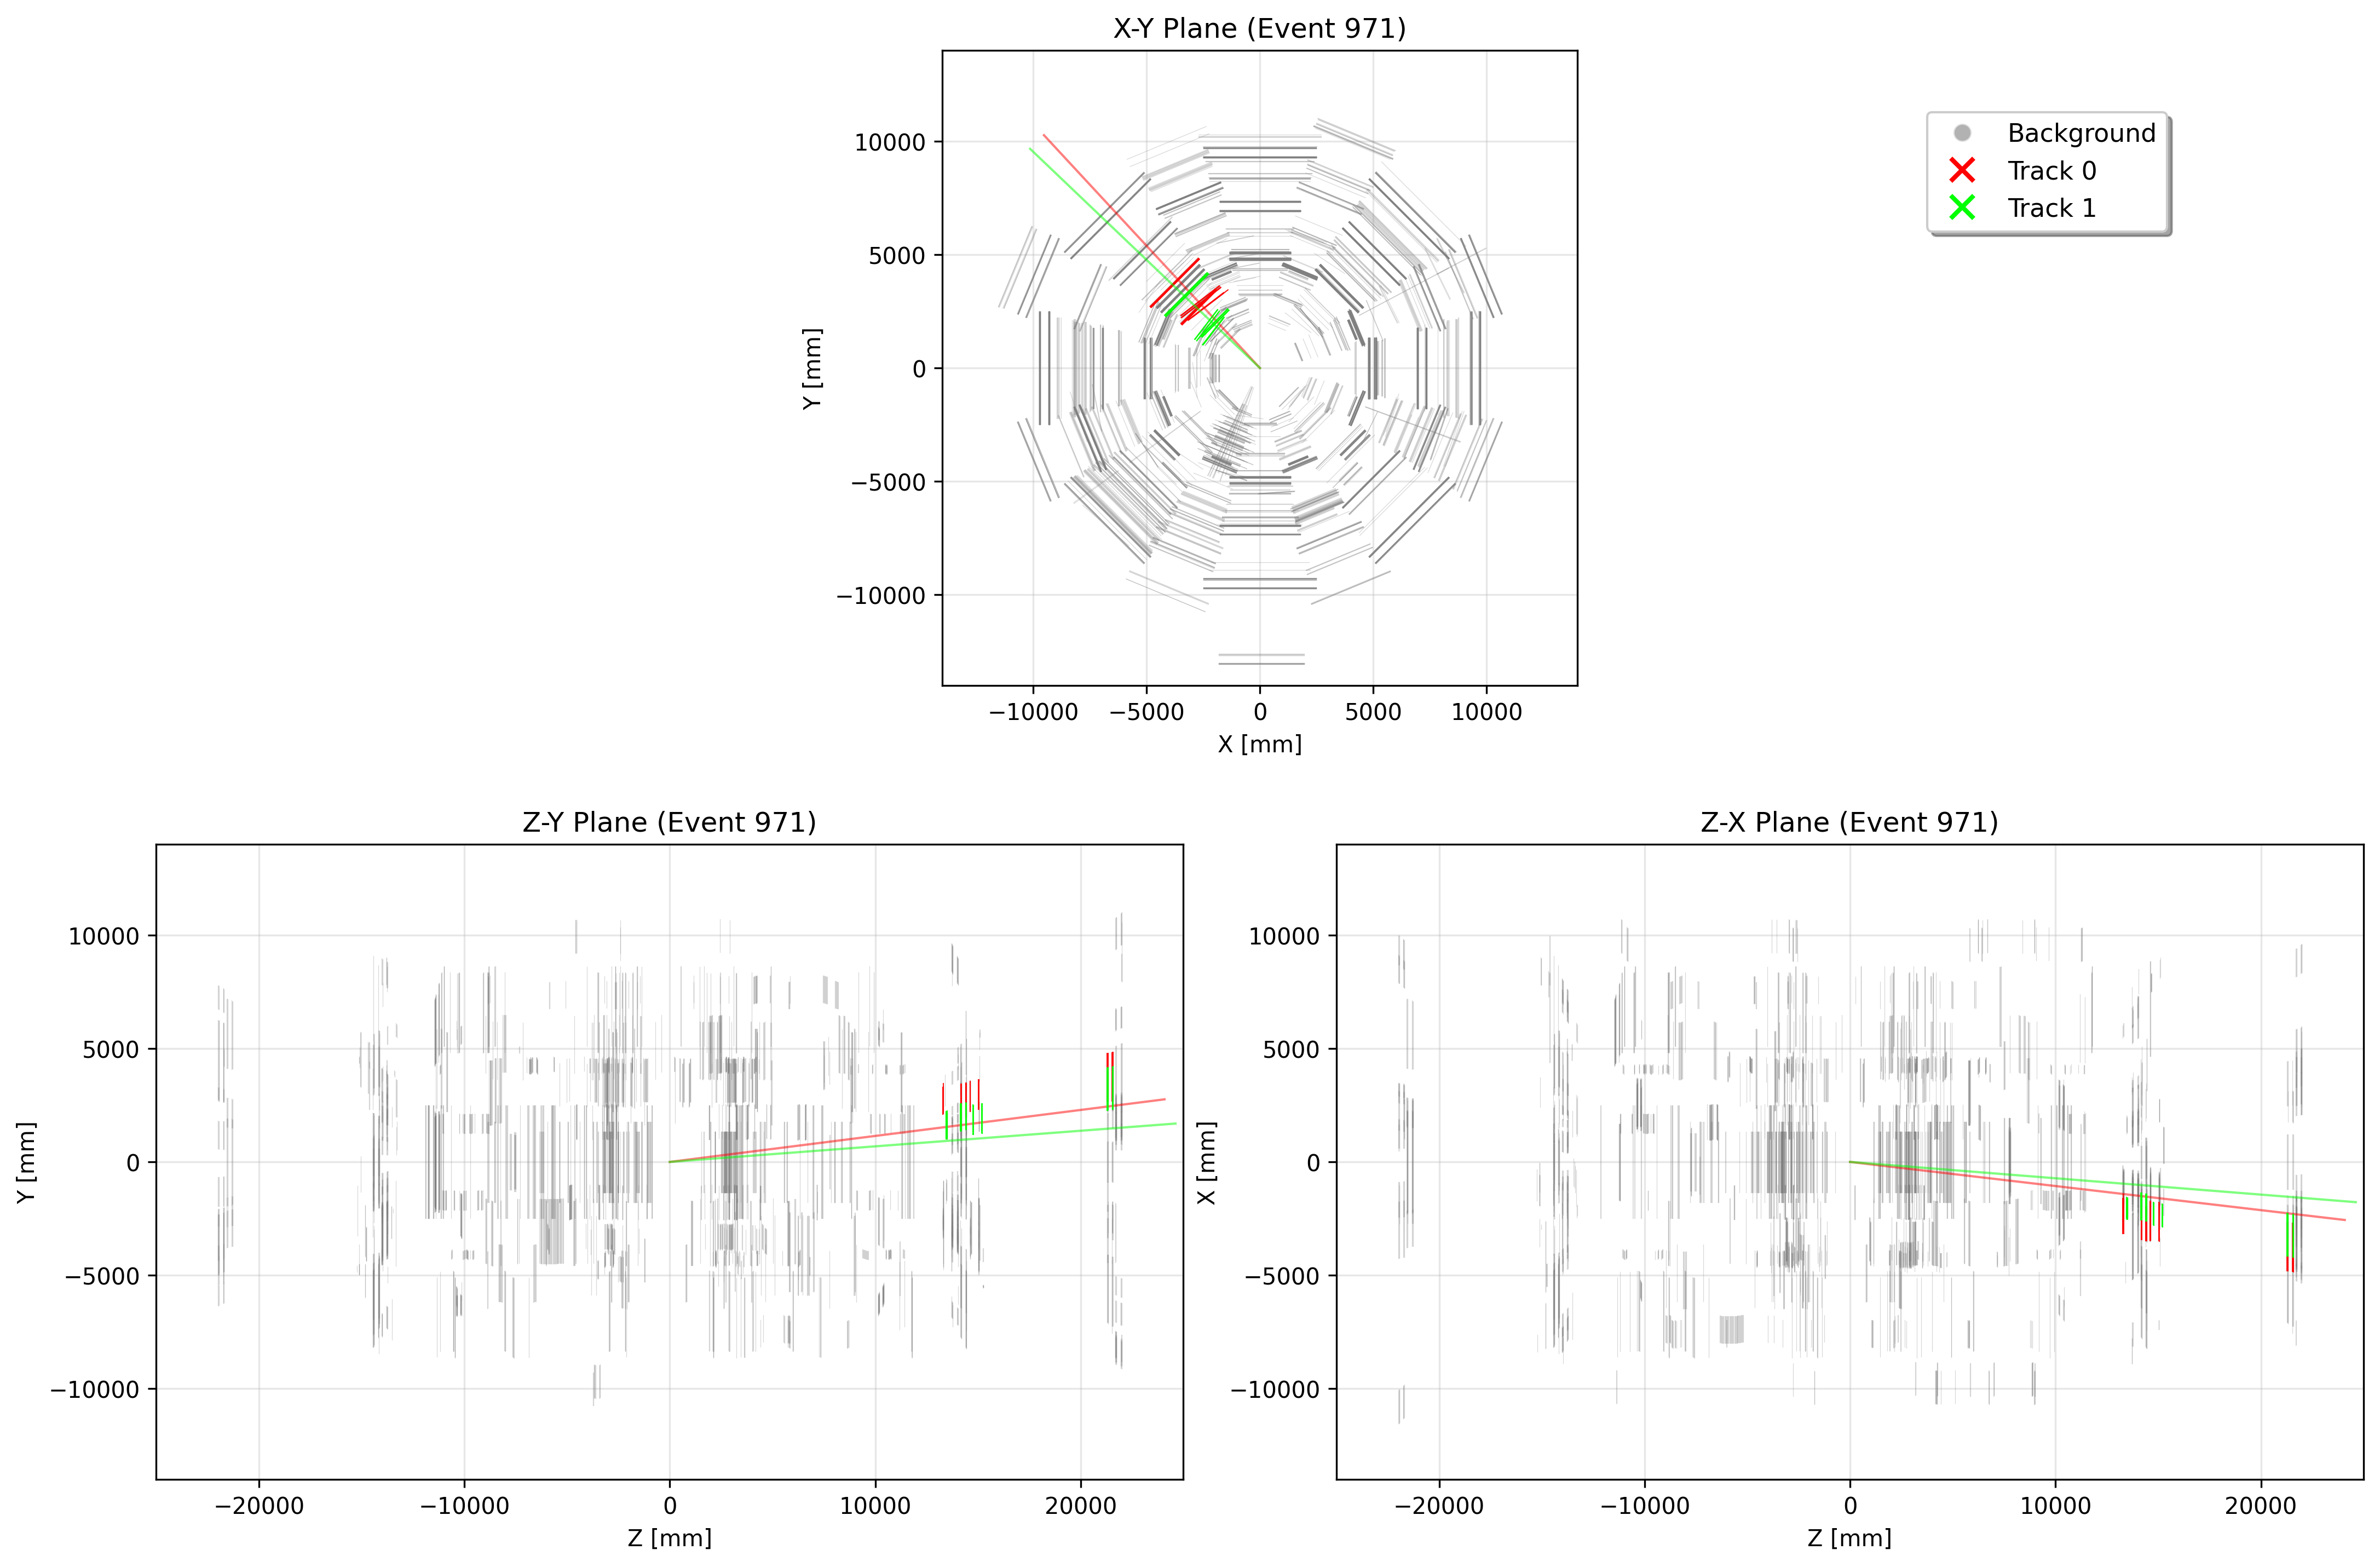 X-Y Plane (Event 971)
Y [mm]
10000
5000
0
−5000
−10000
−10000 −5000 0 5000 10000
X [mm]
Background
Track 0
Track 1
Z-Y Plane (Event 971)
Y [mm]
10000
5000
0
−5000
−10000
−20000 −10000 0 10000 20000
Z [mm]
Z-X Plane (Event 971)
X [mm]
10000
5000
0
−5000
−10000
−20000 −10000 0 10000 20000
Z [mm]